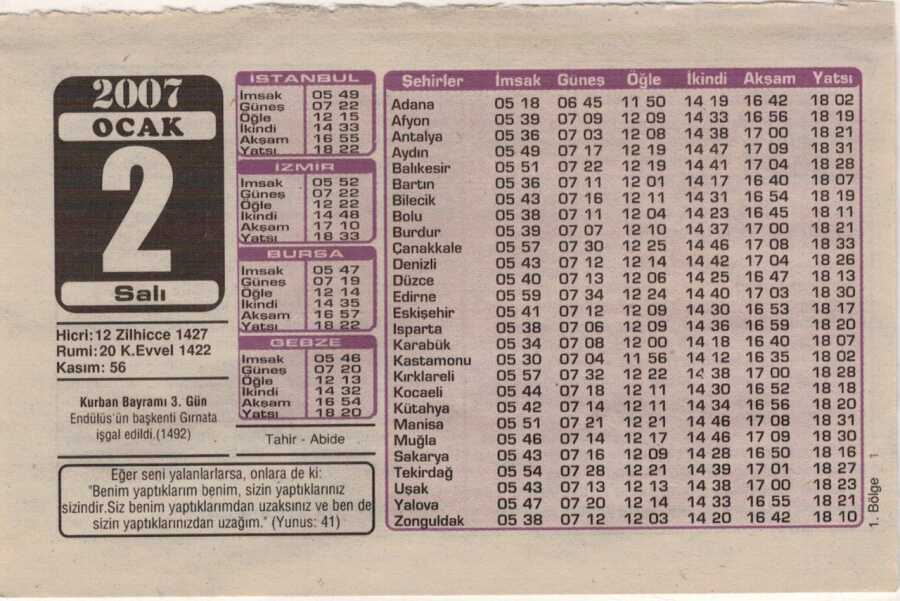 2007
OCAK
2
Salı
Hicri: 12 Zilhicce 1427
Rumi: 20 K.Evvel 1422
Kasım: 56
Kurban Bayramı 3. Gün
Endülüs'ün başkenti Gırnata
işgal edildi.(1492)
İSTANBUL
İmsak 05 49
Güneş 07 22
Öğle 12 15
İkindi 14 33
Akşam 16 55
Yatsı 18 22
İZMİR
İmsak 05 52
Güneş 07 22
Öğle 12 22
İkindi 14 48
Akşam 17 10
Yatsı 18 33
BURSA
İmsak 05 47
Güneş 07 19
Öğle 12 14
İkindi 14 35
Akşam 16 57
Yatsı 18 22
GEBZE
İmsak 05 46
Güneş 07 20
Öğle 12 13
İkindi 14 32
Akşam 16 54
Yatsı 18 20
Tahir - Abide
Eğer seni yalanlarlarsa, onlara de ki:
"Benim yaptıklarım benim, sizin yaptıklarınız
sizindir.Siz benim yaptıklarımdan uzaksınız ve ben de
sizin yaptıklarınızdan uzağım." (Yunus: 41)
Şehirler İmsak Güneş Öğle İkindi Akşam Yatsı
Adana 05 18 06 45 11 50 14 19 16 42 18 02
Afyon 05 39 07 09 12 09 14 33 16 56 18 19
Antalya 05 36 07 03 12 08 14 38 17 00 18 21
Aydın 05 49 07 17 12 19 14 47 17 09 18 31
Balıkesir 05 51 07 22 12 19 14 41 17 04 18 28
Bartın 05 36 07 11 12 01 14 17 16 40 18 07
Bilecik 05 43 07 16 12 11 14 31 16 54 18 19
Bolu 05 38 07 11 12 04 14 23 16 45 18 11
Burdur 05 39 07 07 12 10 14 37 17 00 18 21
Çanakkale 05 57 07 30 12 25 14 46 17 08 18 33
Denizli 05 43 07 12 12 14 14 42 17 04 18 26
Düzce 05 40 07 13 12 06 14 25 16 47 18 13
Edirne 05 59 07 34 12 24 14 40 17 03 18 30
Eskişehir 05 41 07 12 12 09 14 30 16 53 18 17
Isparta 05 38 07 06 12 09 14 36 16 59 18 20
Karabük 05 34 07 08 12 00 14 18 16 40 18 07
Kastamonu 05 30 07 04 11 56 14 12 16 35 18 02
Kırklareli 05 57 07 32 12 22 14 38 17 00 18 28
Kocaeli 05 44 07 18 12 11 14 30 16 52 18 18
Kütahya 05 42 07 14 12 11 14 34 16 56 18 20
Manisa 05 51 07 21 12 21 14 46 17 08 18 31
Muğla 05 46 07 14 12 17 14 46 17 09 18 30
Sakarya 05 43 07 16 12 09 14 28 16 50 18 16
Tekirdağ 05 54 07 28 12 21 14 39 17 01 18 27
Uşak 05 43 07 13 12 13 14 38 17 00 18 23
Yalova 05 47 07 20 12 14 14 33 16 55 18 21
Zonguldak 05 38 07 12 12 03 14 20 16 42 18 10
1. Bölge 1